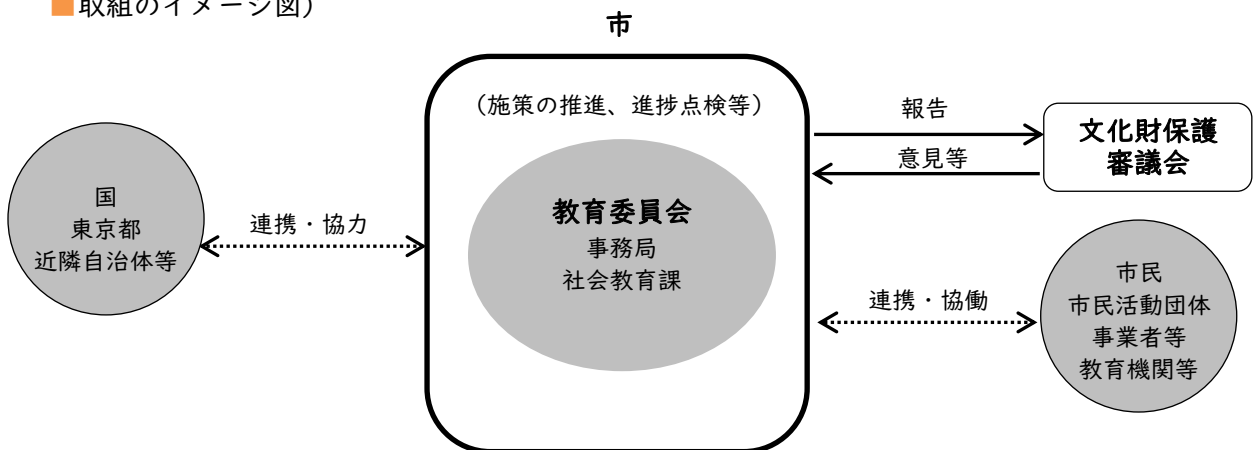 ■取組のイメージ図)
市
(施策の推進、進捗点検等)
教育委員会
事務局
社会教育課
国
東京都
近隣自治体等
連携・協力
報告
意見等
文化財保護
審議会
連携・協働
市民
市民活動団体
事業者等
教育機関等